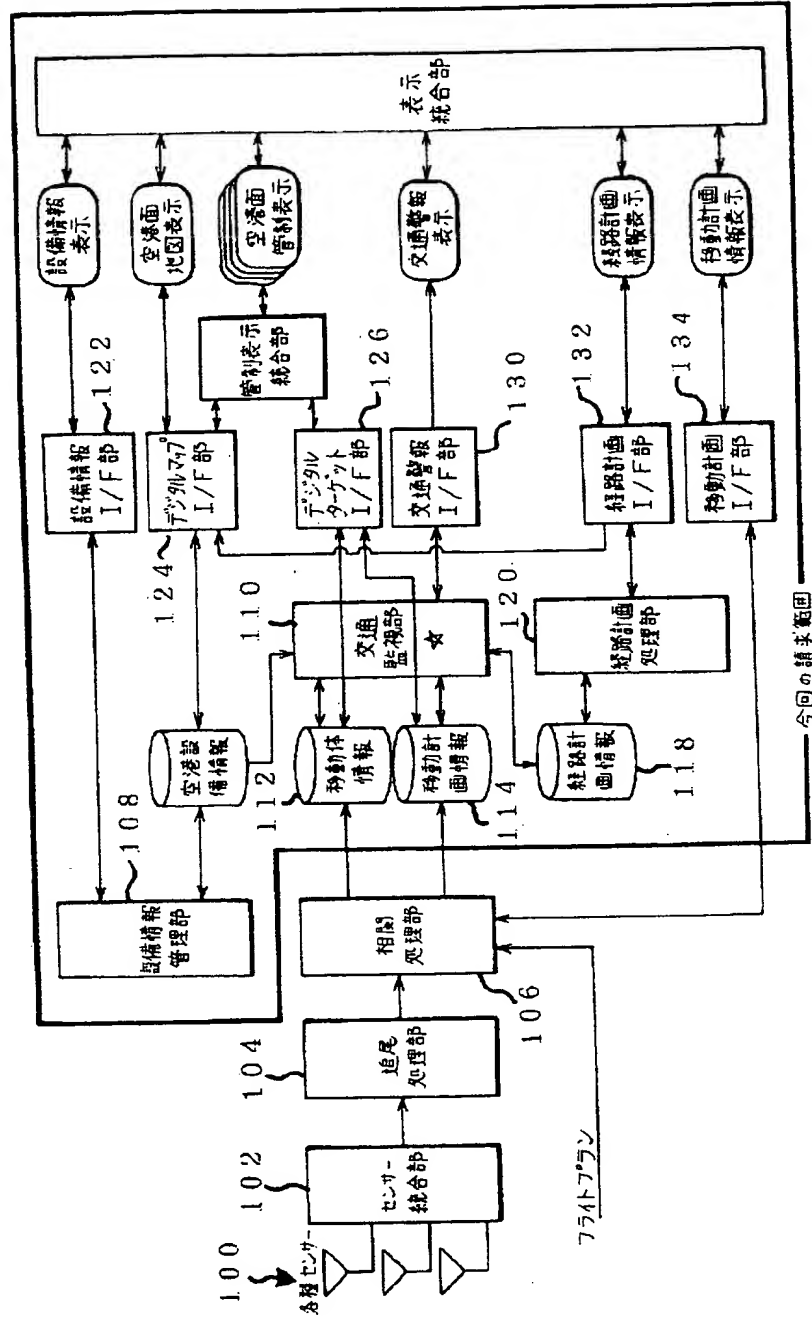 100
各種センサー
102
センサー
統合部
104
追尾
処理部
フライトプラン
106
相関
処理部
108
設備情報
管理部
空港設
備情報
112
移動体
情報
移動計
画情報
114
110
交通
監視部
☆
経路計
画情報
118
120
経路計画
処理部
設備情報
I/F部
122
124
デジタルマップ
I/F部
デジタル
ターゲット
I/F部
126
交通警報
I/F部
130
経路計画
I/F部
132
移動計画
I/F部
134
管制表示
統合部
設備情報
表示
空港面
地図表示
空港面
管制表示
交通警報
表示
経路計画
情報表示
移動計画
情報表示
表示
統合部
今回の請求範囲